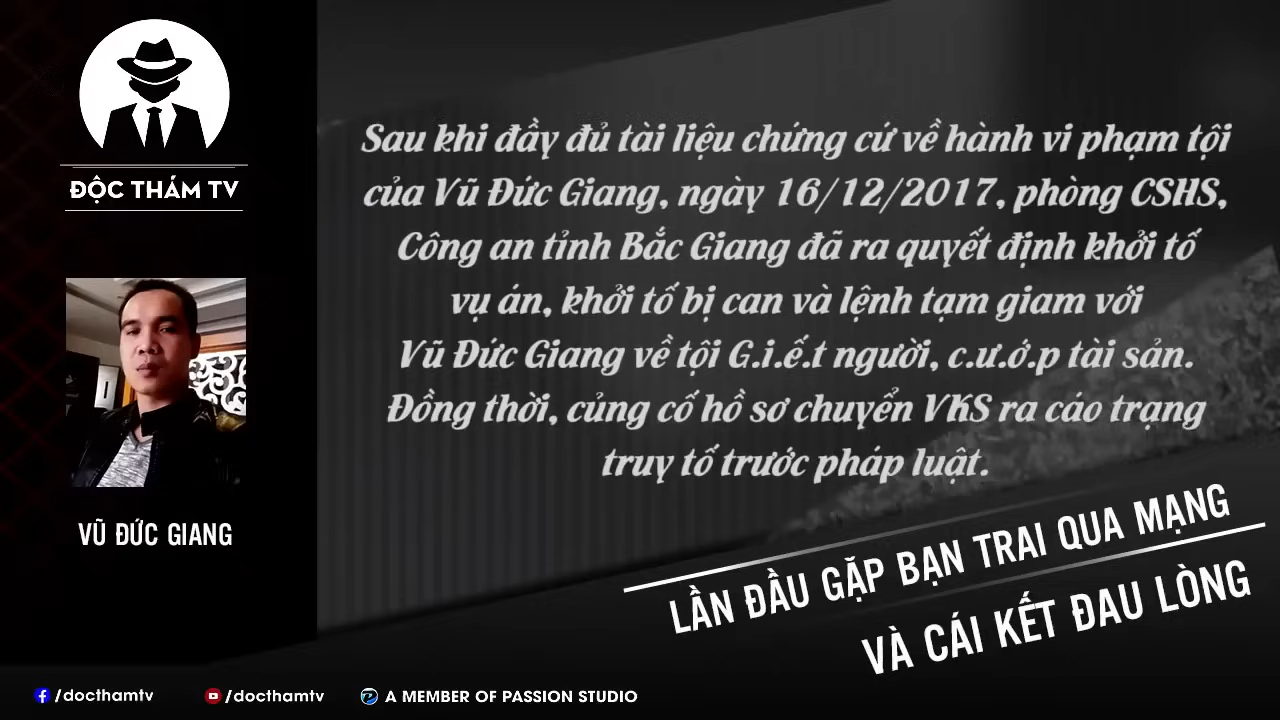 ĐỘC THÁM TV
Sau khi đầy đủ tài liệu chứng cứ về hành vi phạm tội
của Vũ Đức Giang, ngày 16/12/2017, phòng CSHS,
Công an tỉnh Bắc Giang đã ra quyết định khởi tố
vụ án, khởi tố bị can và lệnh tạm giam với
Vũ Đức Giang về tội G.i.ế.t người, c.ư.ớ.p tài sản.
Đồng thời, củng cố hồ sơ chuyển VKS ra cáo trạng
truy tố trước pháp luật.
VŨ ĐỨC GIANG
LẦN ĐẦU GẶP BẠN TRAI QUA MẠNG
VÀ CÁI KẾT ĐAU LÒNG
/docthamtv
/docthamtv
A MEMBER OF PASSION STUDIO